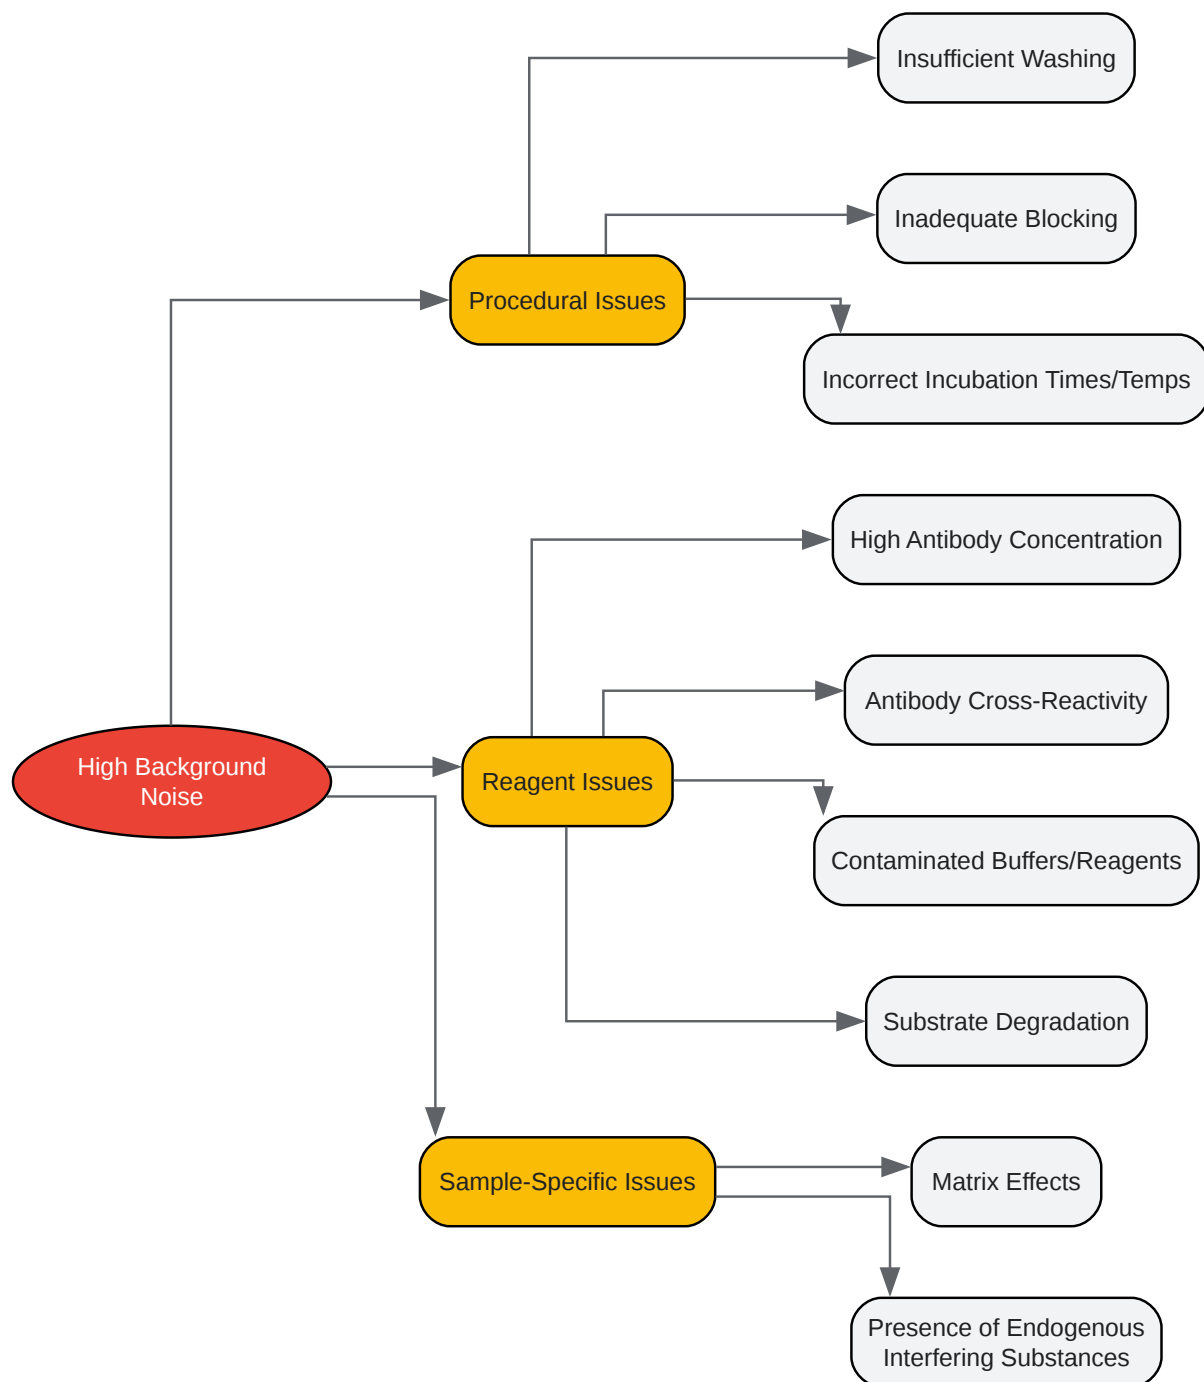 Insufficient Washing
Inadequate Blocking
Procedural Issues
Incorrect Incubation Times/Temps
High Antibody Concentration
Antibody Cross-Reactivity
High Background
Noise
Reagent Issues
Contaminated Buffers/Reagents
Substrate Degradation
Sample-Specific Issues
Matrix Effects
Presence of Endogenous
Interfering Substances